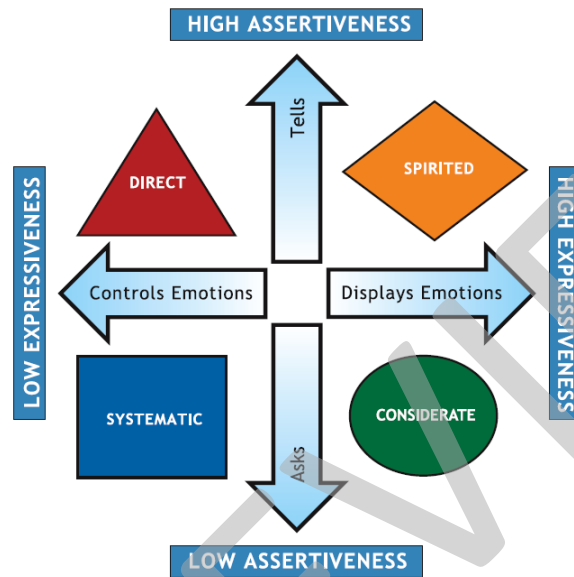 HIGH ASSERTIVENESS
Tells
DIRECT
SPIRITED
LOW EXPRESSIVENESS
HIGH EXPRESSIVENESS
Controls Emotions
Displays Emotions
SYSTEMATIC
CONSIDERATE
Asks
LOW ASSERTIVENESS